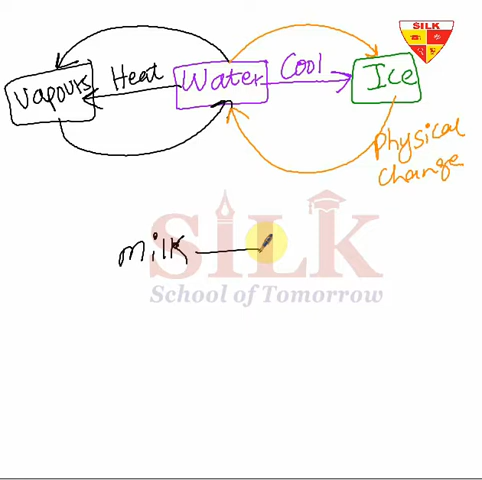 SILK
Vapours Heat Water Cool Ice
Physical
change
SILK
milk
School of Tomorrow